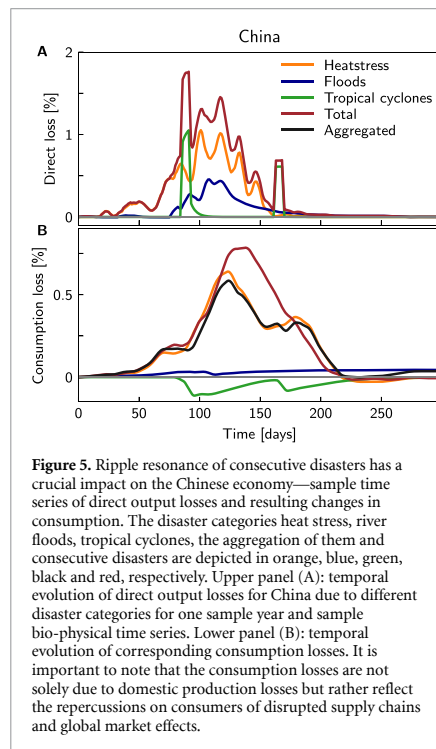 China
A
2
1
0
Direct loss [%]
Heatstress
Floods
Tropical cyclones
Total
Aggregated
B
0.5
0
Consumption loss [%]
0 50 100 150 200 250
Time [days]
Figure 5. Ripple resonance of consecutive disasters has a
crucial impact on the Chinese economy—sample time
series of direct output losses and resulting changes in
consumption. The disaster categories heat stress, river
floods, tropical cyclones, the aggregation of them and
consecutive disasters are depicted in orange, blue, green,
black and red, respectively. Upper panel (A): temporal
evolution of direct output losses for China due to different
disaster categories for one sample year and sample
bio-physical time series. Lower panel (B): temporal
evolution of corresponding consumption losses. It is
important to note that the consumption losses are not
solely due to domestic production losses but rather reflect
the repercussions on consumers of disrupted supply chains
and global market effects.